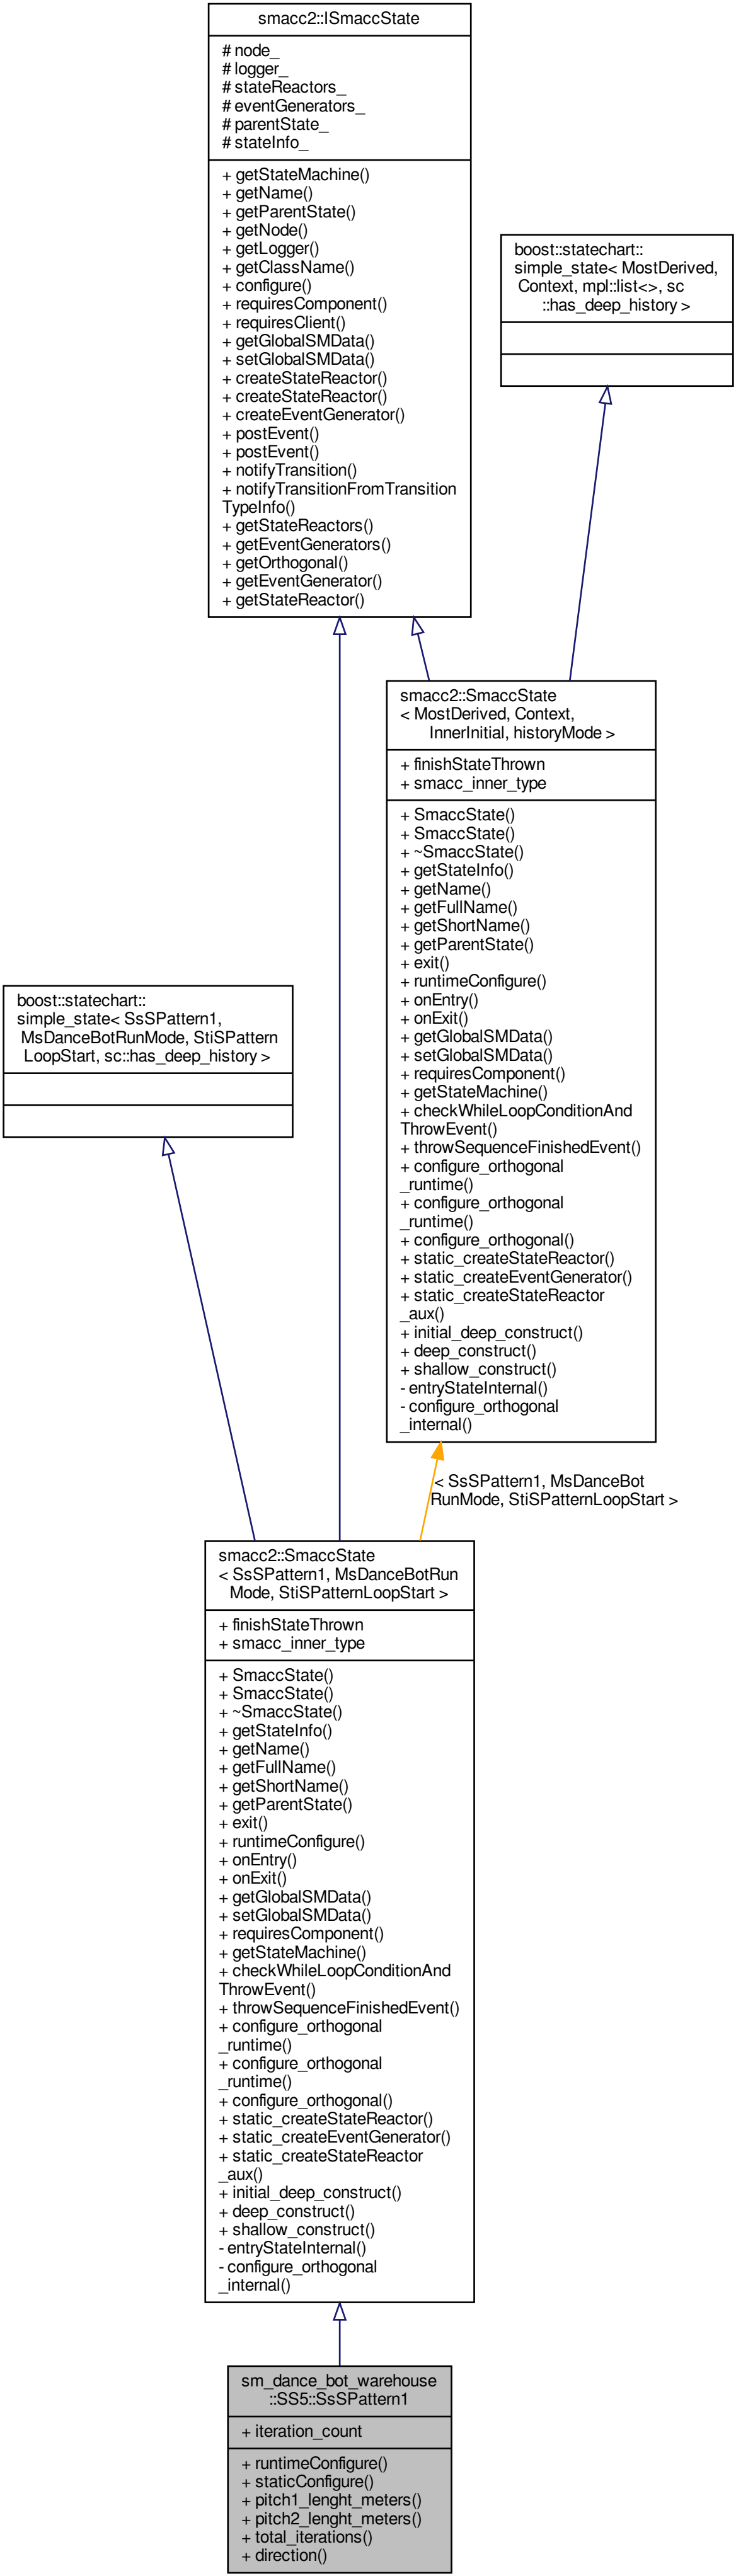 smacc2::ISmaccState
# node_
# logger_
# stateReactors_
# eventGenerators_
# parentState_
# stateInfo_
+ getStateMachine()
+ getName()
+ getParentState()
+ getNode()
+ getLogger()
+ getClassName()
+ configure()
+ requiresComponent()
+ requiresClient()
+ getGlobalSMData()
+ setGlobalSMData()
+ createStateReactor()
+ createStateReactor()
+ createEventGenerator()
+ postEvent()
+ postEvent()
+ notifyTransition()
+ notifyTransitionFromTransition
TypeInfo()
+ getStateReactors()
+ getEventGenerators()
+ getOrthogonal()
+ getEventGenerator()
+ getStateReactor()
boost::statechart::
simple_state< MostDerived,
Context, mpl::list<>, sc
::has_deep_history >
smacc2::SmaccState
< MostDerived, Context,
InnerInitial, historyMode >
+ finishStateThrown
+ smacc_inner_type
+ SmaccState()
+ SmaccState()
+ ~SmaccState()
+ getStateInfo()
+ getName()
+ getFullName()
+ getShortName()
+ getParentState()
+ exit()
+ runtimeConfigure()
+ onEntry()
+ onExit()
+ getGlobalSMData()
+ setGlobalSMData()
+ requiresComponent()
+ getStateMachine()
+ checkWhileLoopConditionAnd
ThrowEvent()
+ throwSequenceFinishedEvent()
+ configure_orthogonal
_runtime()
+ configure_orthogonal
_runtime()
+ configure_orthogonal()
+ static_createStateReactor()
+ static_createEventGenerator()
+ static_createStateReactor
_aux()
+ initial_deep_construct()
+ deep_construct()
+ shallow_construct()
- entryStateInternal()
- configure_orthogonal
_internal()
boost::statechart::
simple_state< SsSPattern1,
MsDanceBotRunMode, StiSPattern
LoopStart, sc::has_deep_history >
< SsSPattern1, MsDanceBot
RunMode, StiSPatternLoopStart >
smacc2::SmaccState
< SsSPattern1, MsDanceBotRun
Mode, StiSPatternLoopStart >
+ finishStateThrown
+ smacc_inner_type
+ SmaccState()
+ SmaccState()
+ ~SmaccState()
+ getStateInfo()
+ getName()
+ getFullName()
+ getShortName()
+ getParentState()
+ exit()
+ runtimeConfigure()
+ onEntry()
+ onExit()
+ getGlobalSMData()
+ setGlobalSMData()
+ requiresComponent()
+ getStateMachine()
+ checkWhileLoopConditionAnd
ThrowEvent()
+ throwSequenceFinishedEvent()
+ configure_orthogonal
_runtime()
+ configure_orthogonal
_runtime()
+ configure_orthogonal()
+ static_createStateReactor()
+ static_createEventGenerator()
+ static_createStateReactor
_aux()
+ initial_deep_construct()
+ deep_construct()
+ shallow_construct()
- entryStateInternal()
- configure_orthogonal
_internal()
sm_dance_bot_warehouse
::SS5::SsSPattern1
+ iteration_count
+ runtimeConfigure()
+ staticConfigure()
+ pitch1_lenght_meters()
+ pitch2_lenght_meters()
+ total_iterations()
+ direction()